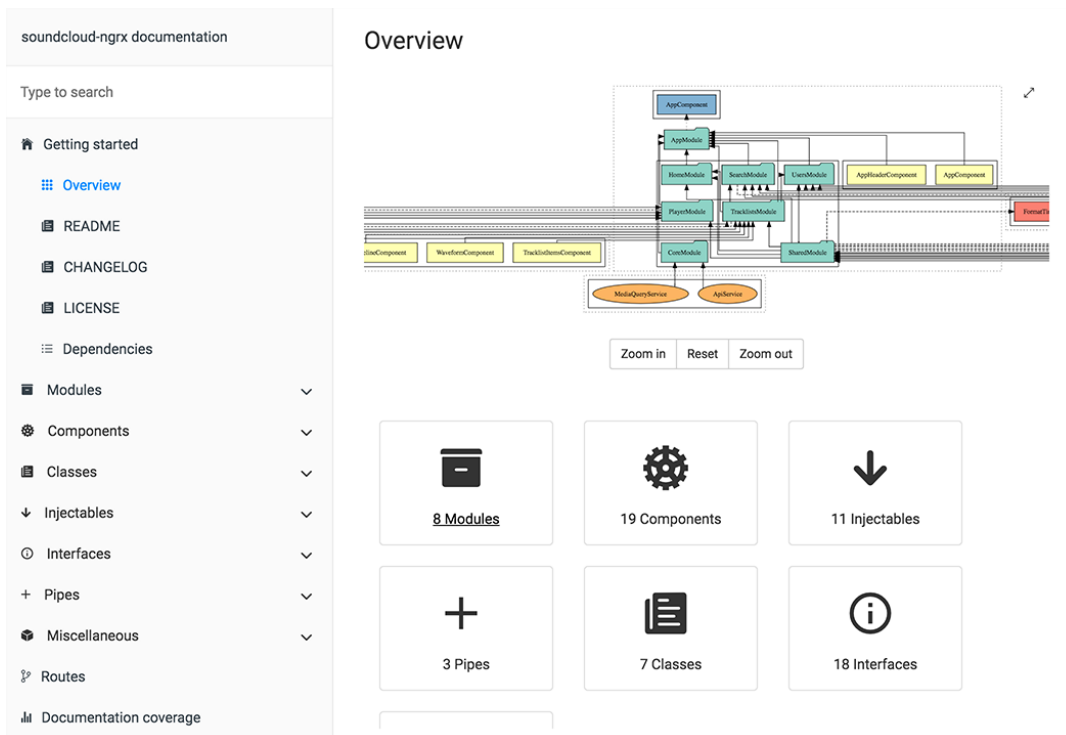 soundcloud-ngrx documentation
Type to search
Getting started
Overview
README
CHANGELOG
LICENSE
Dependencies
Modules
Components
Classes
Injectables
Interfaces
Pipes
Miscellaneous
Routes
Documentation coverage
Overview
AppComponent
AppModule
HomeModule SearchModule UsersModule AppHeaderComponent AppComponent
PlayerModule TracklistsModule FormatTi
lineComponent WaveformComponent TracklistItemsComponent CoreModule SharedModule
MediaQueryService ApiService
Zoom in Reset Zoom out
8 Modules 19 Components 11 Injectables
3 Pipes 7 Classes 18 Interfaces